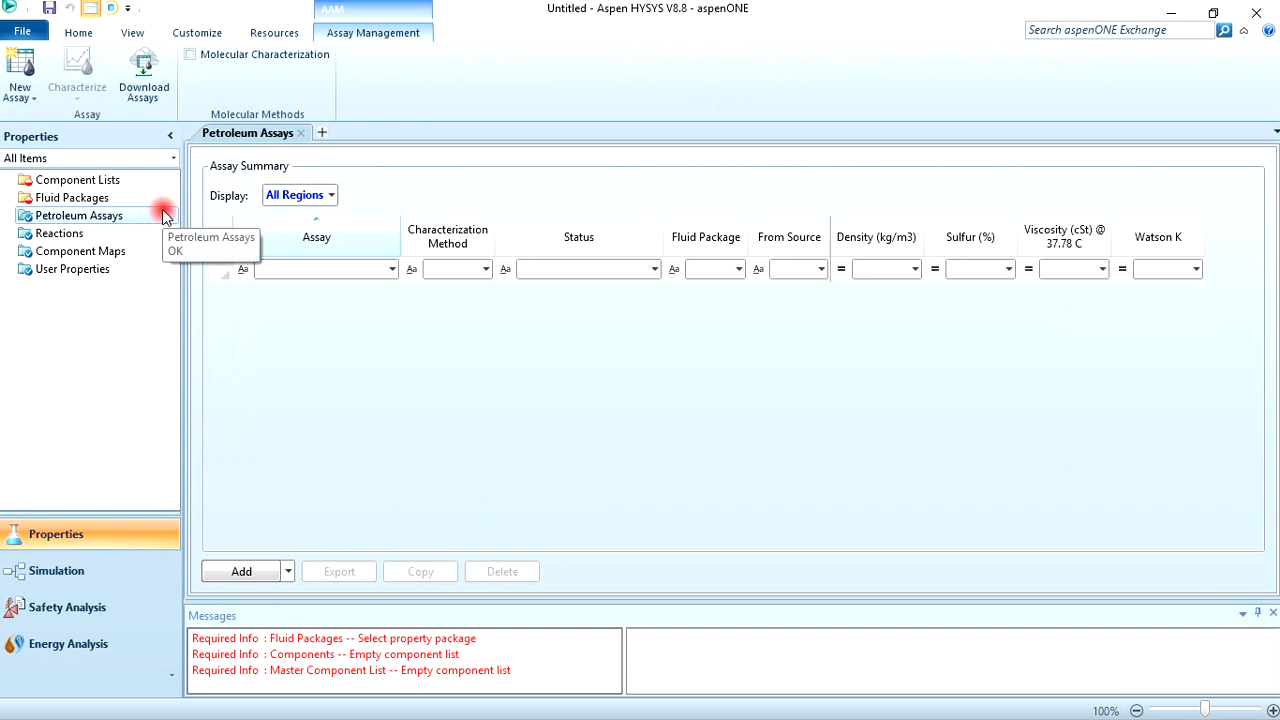 AAM
Untitled - Aspen HYSYS V8.8 - aspenONE
File
Home
View
Customize
Resources
Assay Management
Search aspenONE Exchange
New
Assay
Characterize
Download
Assays
Assay
Molecular Characterization
Molecular Methods
Properties
All Items
Component Lists
Fluid Packages
Petroleum Assays
Reactions
Component Maps
User Properties
Petroleum Assays
OK
Petroleum Assays
Assay Summary
Display:
All Regions
Assay
Characterization
Method
Status
Fluid Package
From Source
Density (kg/m3)
Sulfur (%)
Viscosity (cSt) @
37.78 C
Watson K
Aa Aa Aa Aa = = = =
Add
Export
Copy
Delete
Properties
Simulation
Safety Analysis
Energy Analysis
Messages
Required Info : Fluid Packages -- Select property package
Required Info : Components -- Empty component list
Required Info : Master Component List -- Empty component list
100%